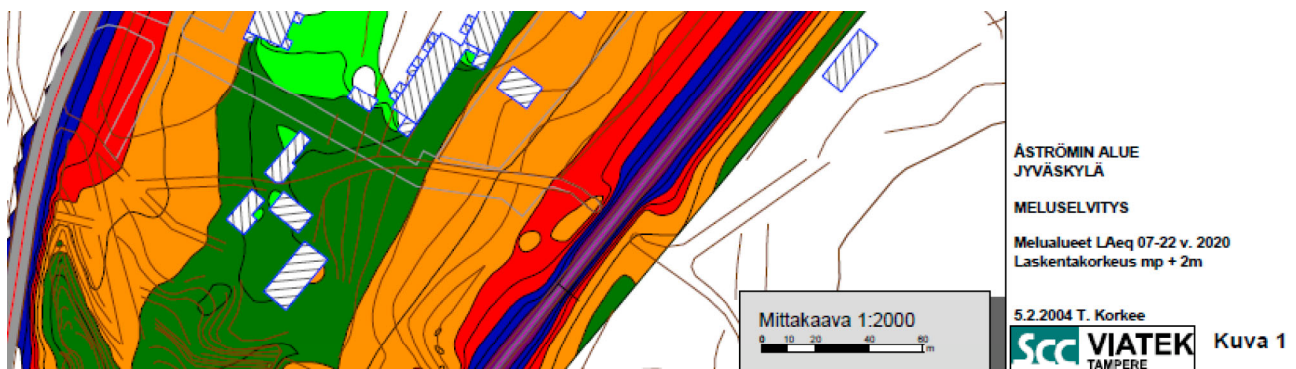 ÅSTRÖMIN ALUE
JYVÄSKYLÄ
MELUSELVITYS
Melualueet LAeq 07-22 v. 2020
Laskentakorkeus mp + 2m
5.2.2004 T. Korkee
SCC VIATEK
TAMPERE
Kuva 1
Mittakaava 1:2000
0 10 20 40 60
m